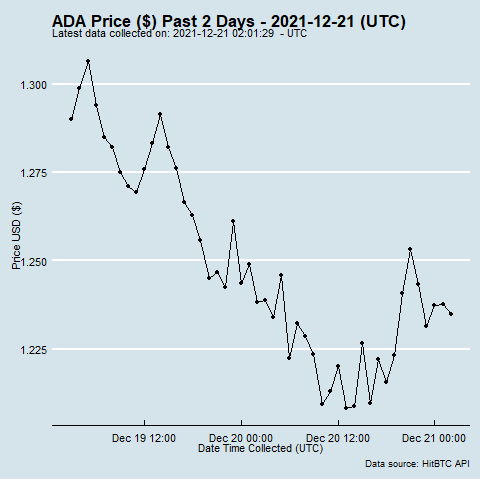 ADA Price ($) Past 2 Days - 2021-12-21 (UTC)
Latest data collected on: 2021-12-21 02:01:29 - UTC
1.300
1.275
1.250
1.225
Price USD ($)
Dec 19 12:00 Dec 20 00:00 Dec 20 12:00 Dec 21 00:00
Date Time Collected (UTC)
Data source: HitBTC API